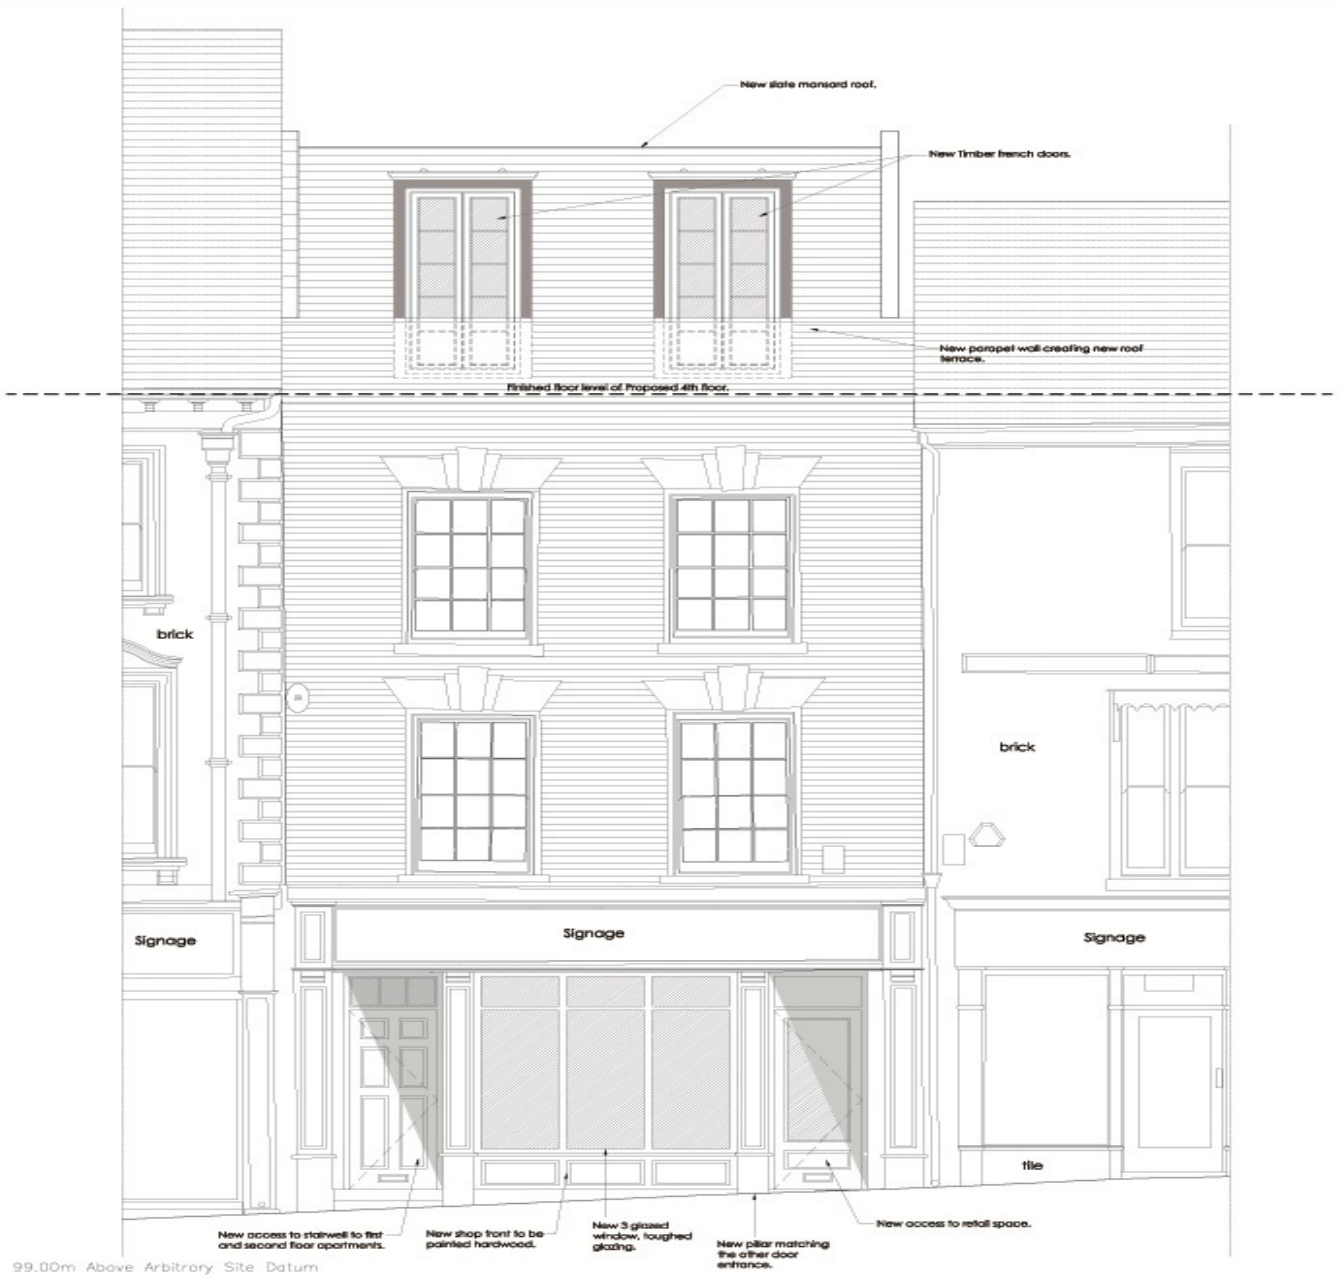 New slate mansard roof.
New Timber french doors.
New parapet wall creating new roof
terrace.
Finished floor level of Proposed 4th floor.
brick
brick
Signage
Signage
Signage
tile
New access to stairwell to first
and second floor apartments.
New shop front to be
painted hardwood.
New 3 glazed
window, toughed
glazing.
New pillar matching
the other door
entrance.
New access to retail space.
99.00m Above Arbitrary Site Datum